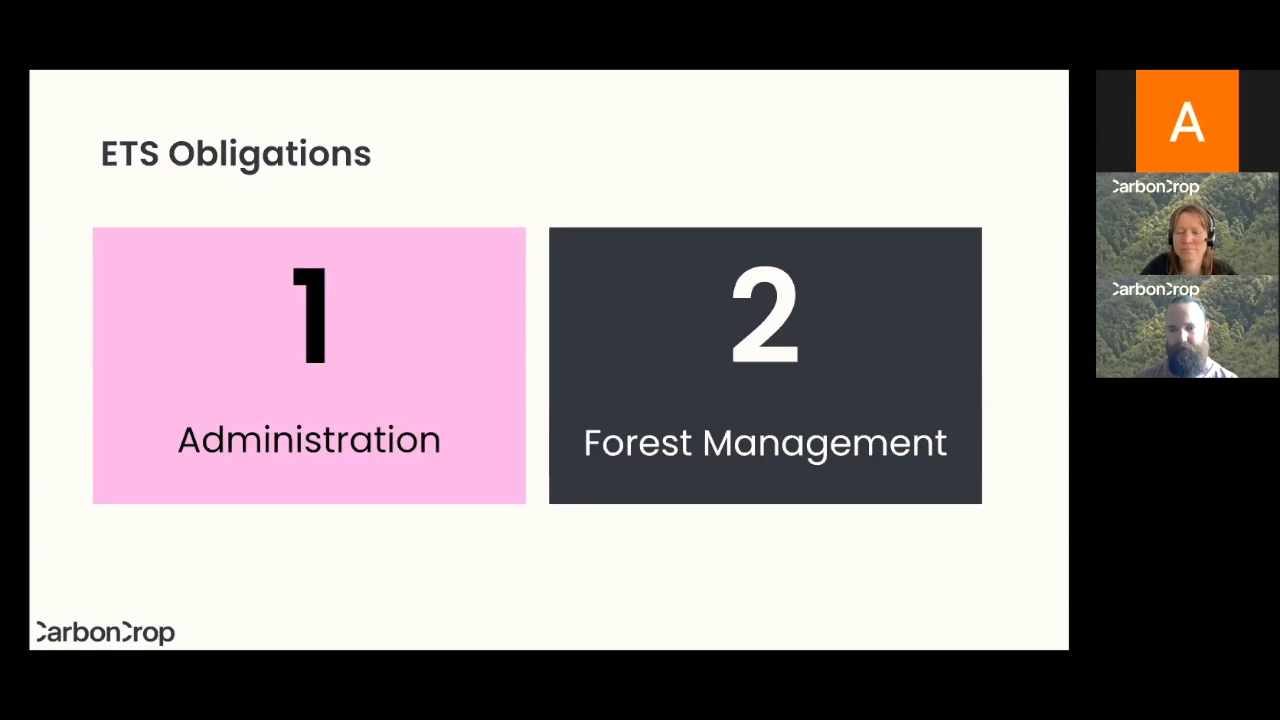 ETS Obligations
1
Administration
2
Forest Management
CarbonCrop
A
CarbonCrop
CarbonCrop